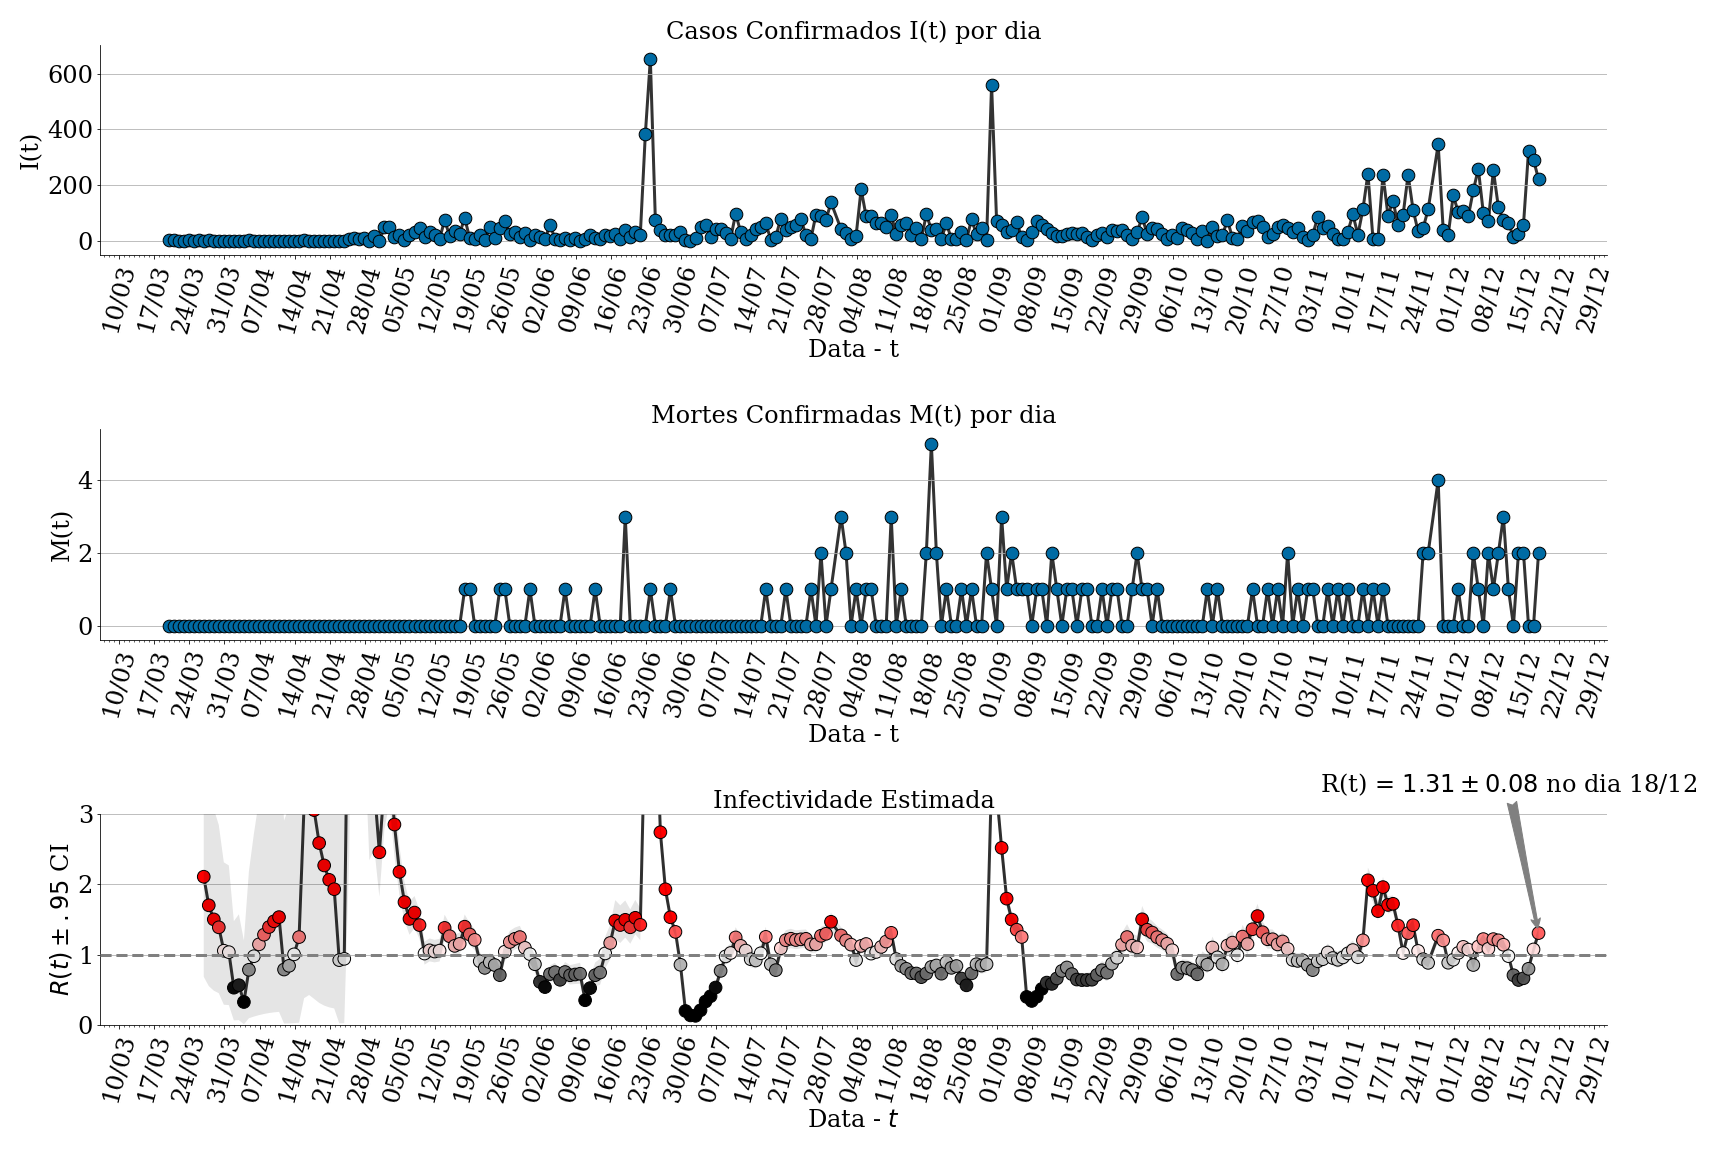 Casos Confirmados I(t) por dia
I(t)
600
400
200
0
10/03 17/03 24/03 31/03 07/04 14/04 21/04 28/04 05/05 12/05 19/05 26/05 02/06 09/06 16/06 23/06 30/06 07/07 14/07 21/07 28/07 04/08 11/08 18/08 25/08 01/09 08/09 15/09 22/09 29/09 06/10 13/10 20/10 27/10 03/11 10/11 17/11 24/11 01/12 08/12 15/12 22/12 29/12
Data - t
Mortes Confirmadas M(t) por dia
M(t)
4
2
0
10/03 17/03 24/03 31/03 07/04 14/04 21/04 28/04 05/05 12/05 19/05 26/05 02/06 09/06 16/06 23/06 30/06 07/07 14/07 21/07 28/07 04/08 11/08 18/08 25/08 01/09 08/09 15/09 22/09 29/09 06/10 13/10 20/10 27/10 03/11 10/11 17/11 24/11 01/12 08/12 15/12 22/12 29/12
Data - t
R(t) = 1.31 ± 0.08 no dia 18/12
Infectividade Estimada
R(t) ± .95 CI
3
2
1
0
10/03 17/03 24/03 31/03 07/04 14/04 21/04 28/04 05/05 12/05 19/05 26/05 02/06 09/06 16/06 23/06 30/06 07/07 14/07 21/07 28/07 04/08 11/08 18/08 25/08 01/09 08/09 15/09 22/09 29/09 06/10 13/10 20/10 27/10 03/11 10/11 17/11 24/11 01/12 08/12 15/12 22/12 29/12
Data - t